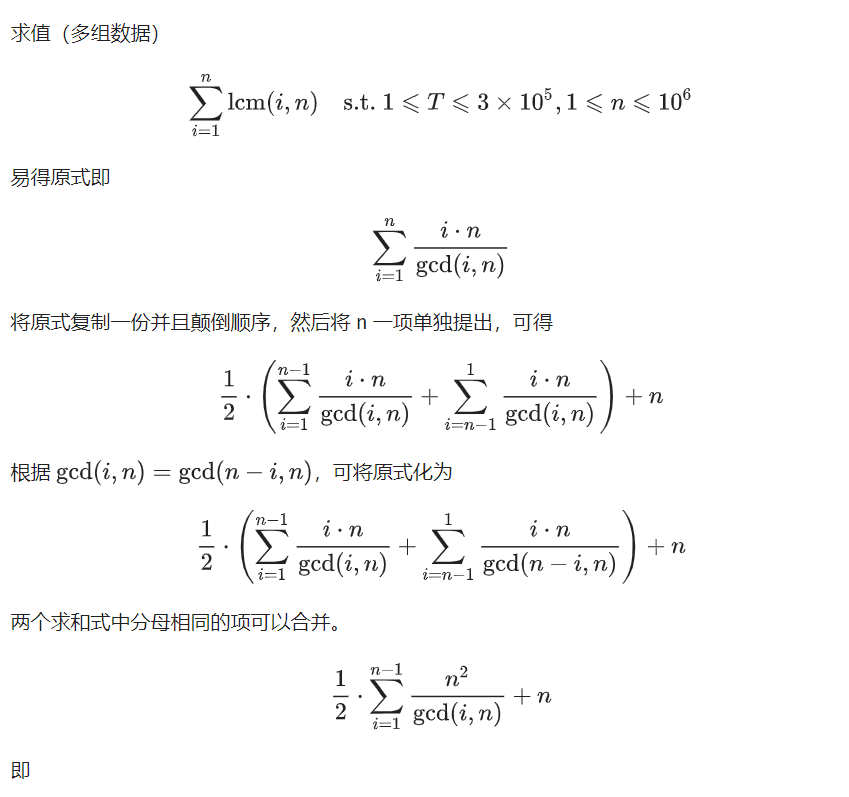 求值（多组数据）
$$\sum_{i=1}^{n} \operatorname{lcm}(i, n) \quad \text{s.t. } 1 \leqslant T \leqslant 3 \times 10^5, 1 \leqslant n \leqslant 10^6$$
易得原式即
$$\sum_{i=1}^{n} \frac{i \cdot n}{\gcd(i, n)}$$
将原式复制一份并且颠倒顺序，然后将 n 一项单独提出，可得
$$\frac{1}{2} \cdot \left( \sum_{i=1}^{n-1} \frac{i \cdot n}{\gcd(i, n)} + \sum_{i=n-1}^{1} \frac{i \cdot n}{\gcd(i, n)} \right) + n$$
根据 $\gcd(i, n) = \gcd(n - i, n)$，可将原式化为
$$\frac{1}{2} \cdot \left( \sum_{i=1}^{n-1} \frac{i \cdot n}{\gcd(i, n)} + \sum_{i=n-1}^{1} \frac{i \cdot n}{\gcd(n - i, n)} \right) + n$$
两个求和式中分母相同的项可以合并。
$$\frac{1}{2} \cdot \sum_{i=1}^{n-1} \frac{n^2}{\gcd(i, n)} + n$$
即